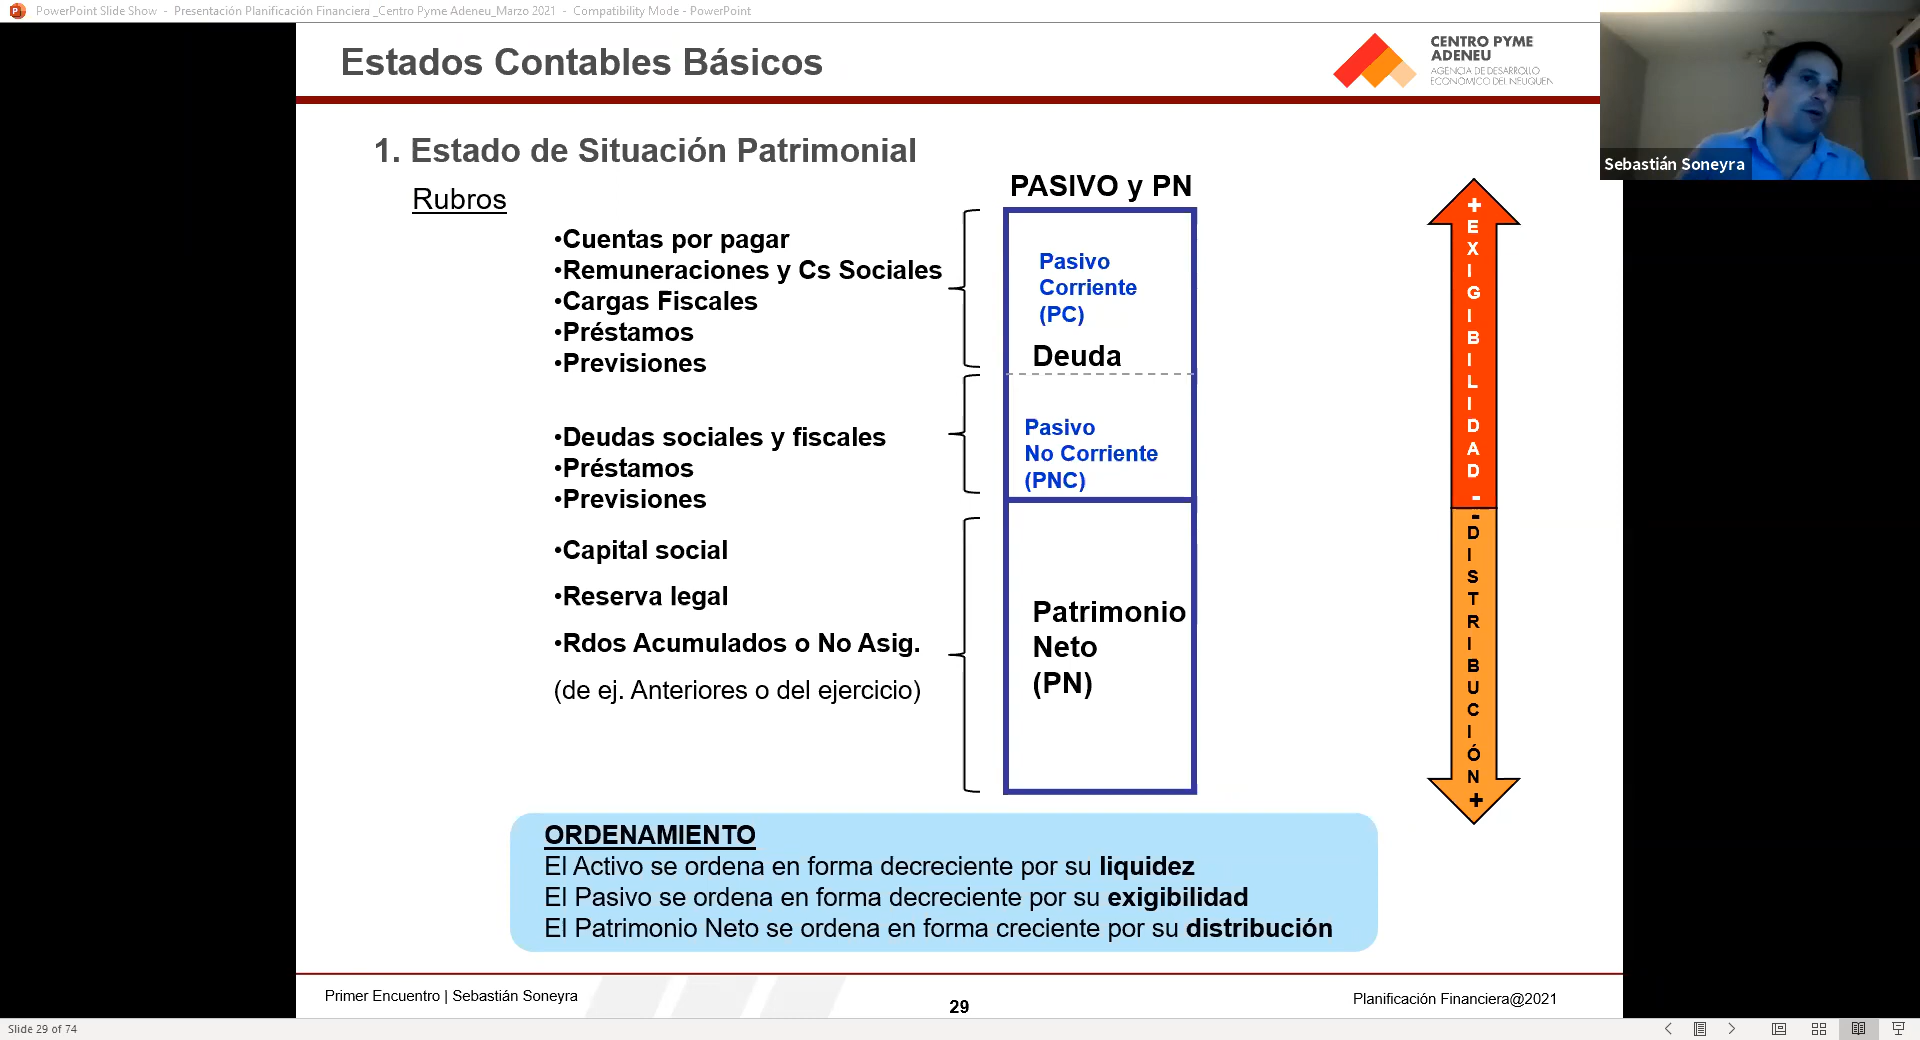 PowerPoint Slide Show - Presentación Planificación Financiera _Centro Pyme Adeneu_Marzo 2021 - Compatibility Mode - PowerPoint
Estados Contables Básicos
CENTRO PYME
ADENEU
AGENCIA DE DESARROLLO
ECONOMICO DEL NEUQUEN
Sebastián Soneyra
1. Estado de Situación Patrimonial
Rubros
PASIVO y PN
•Cuentas por pagar
•Remuneraciones y Cs Sociales
•Cargas Fiscales
•Préstamos
•Previsiones
Pasivo
Corriente
(PC)
Deuda
•Deudas sociales y fiscales
•Préstamos
•Previsiones
Pasivo
No Corriente
(PNC)
•Capital social
•Reserva legal
•Rdos Acumulados o No Asig.
(de ej. Anteriores o del ejercicio)
Patrimonio
Neto
(PN)
+EXIGIBILIDAD -
-DISTRIBUCIÓN+
ORDENAMIENTO
El Activo se ordena en forma decreciente por su liquidez
El Pasivo se ordena en forma decreciente por su exigibilidad
El Patrimonio Neto se ordena en forma creciente por su distribución
Primer Encuentro | Sebastián Soneyra
29
Planificación Financiera@2021
Slide 29 of 74